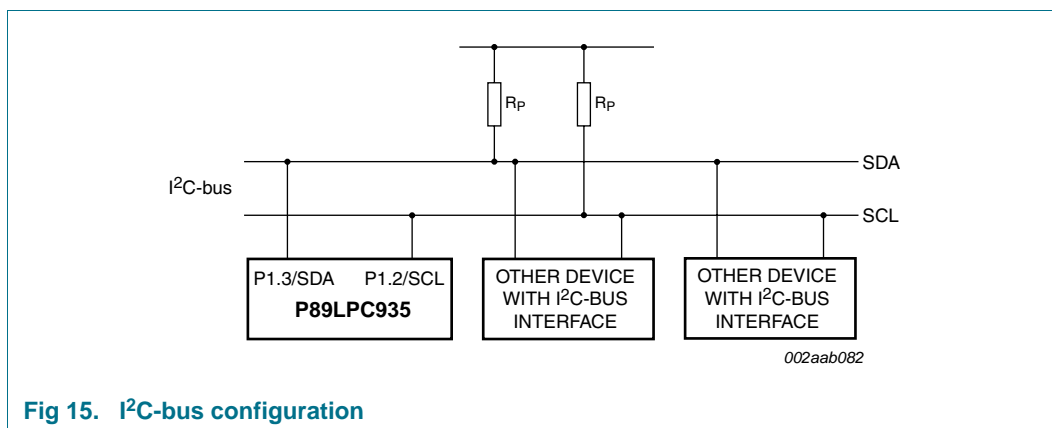 RP RP
SDA
I2C-bus
SCL
P1.3/SDA P1.2/SCL
P89LPC935
OTHER DEVICE
WITH I2C-BUS
INTERFACE
OTHER DEVICE
WITH I2C-BUS
INTERFACE
002aab082
Fig 15. I2C-bus configuration